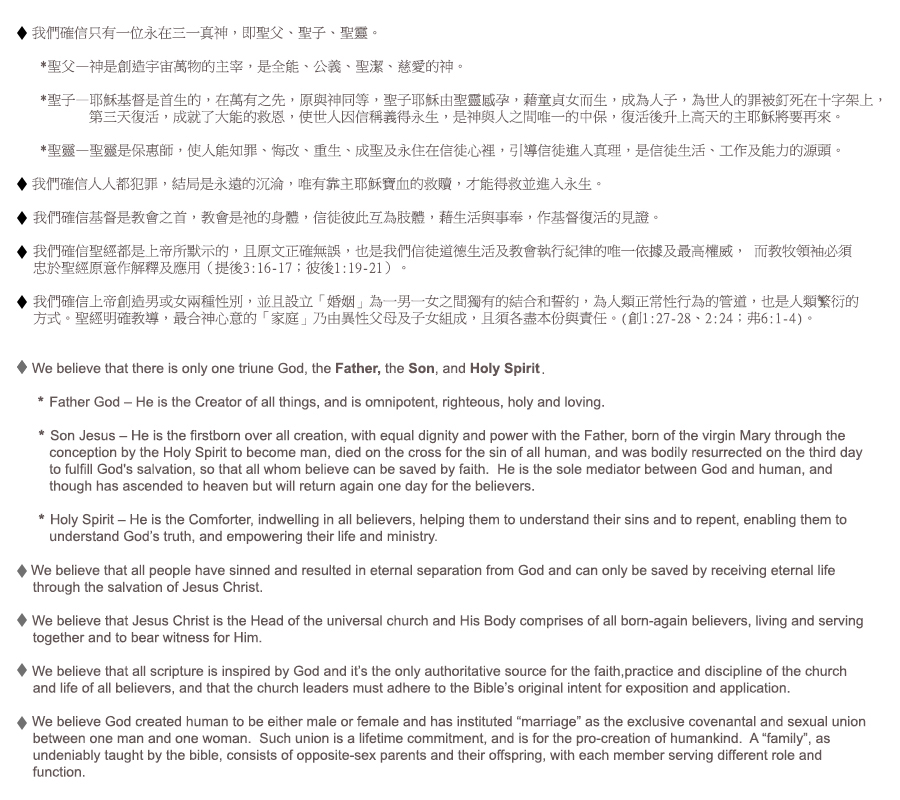 ♦ 我們確信只有一位永在三一真神，即聖父、聖子、聖靈。
*聖父—神是創造宇宙萬物的主宰，是全能、公義、聖潔、慈愛的神。
*聖子—耶穌基督是首生的，在萬有之先，原與神同等，聖子耶穌由聖靈感孕，藉童貞女而生，成為人子，為世人的罪被釘死在十字架上，
第三天復活，成就了大能的救恩，使世人因信稱義得永生，是神與人之間唯一的中保，復活後升上高天的主耶穌將要再來。
*聖靈—聖靈是保惠師，使人能知罪、悔改、重生、成聖及永住在信徒心裡，引導信徒進入真理，是信徒生活、工作及能力的源頭。
♦ 我們確信人人都犯罪，結局是永遠的沉淪，唯有靠主耶穌寶血的救贖，才能得救並進入永生。
♦ 我們確信基督是教會之首，教會是祂的身體，信徒彼此互為肢體，藉生活與事奉，作基督復活的見證。
♦ 我們確信聖經都是上帝所默示的，且原文正確無誤，也是我們信徒道德生活及教會執行紀律的唯一依據及最高權威， 而教牧領袖必須
忠於聖經原意作解釋及應用（提後3:16-17；彼後1:19-21）。
♦ 我們確信上帝創造男或女兩種性別，並且設立「婚姻」為一男一女之間獨有的結合和誓約，為人類正常性行為的管道，也是人類繁衍的
方式。聖經明確教導，最合神心意的「家庭」乃由異性父母及子女組成，且須各盡本份與責任。(創1:27-28、2:24；弗6:1-4)。
♦ We believe that there is only one triune God, the Father, the Son, and Holy Spirit.
* Father God – He is the Creator of all things, and is omnipotent, righteous, holy and loving.
* Son Jesus – He is the firstborn over all creation, with equal dignity and power with the Father, born of the virgin Mary through the
conception by the Holy Spirit to become man, died on the cross for the sin of all human, and was bodily resurrected on the third day
to fulfill God's salvation, so that all whom believe can be saved by faith.  He is the sole mediator between God and human, and
though has ascended to heaven but will return again one day for the believers.
* Holy Spirit – He is the Comforter, indwelling in all believers, helping them to understand their sins and to repent, enabling them to
understand God’s truth, and empowering their life and ministry.
♦ We believe that all people have sinned and resulted in eternal separation from God and can only be saved by receiving eternal life
through the salvation of Jesus Christ.
♦ We believe that Jesus Christ is the Head of the universal church and His Body comprises of all born-again believers, living and serving
together and to bear witness for Him.
♦ We believe that all scripture is inspired by God and it’s the only authoritative source for the faith,practice and discipline of the church
and life of all believers, and that the church leaders must adhere to the Bible’s original intent for exposition and application.
♦ We believe God created human to be either male or female and has instituted “marriage” as the exclusive covenantal and sexual union
between one man and one woman.  Such union is a lifetime commitment, and is for the pro-creation of humankind.  A “family”, as
undeniably taught by the bible, consists of opposite-sex parents and their offspring, with each member serving different role and
function.